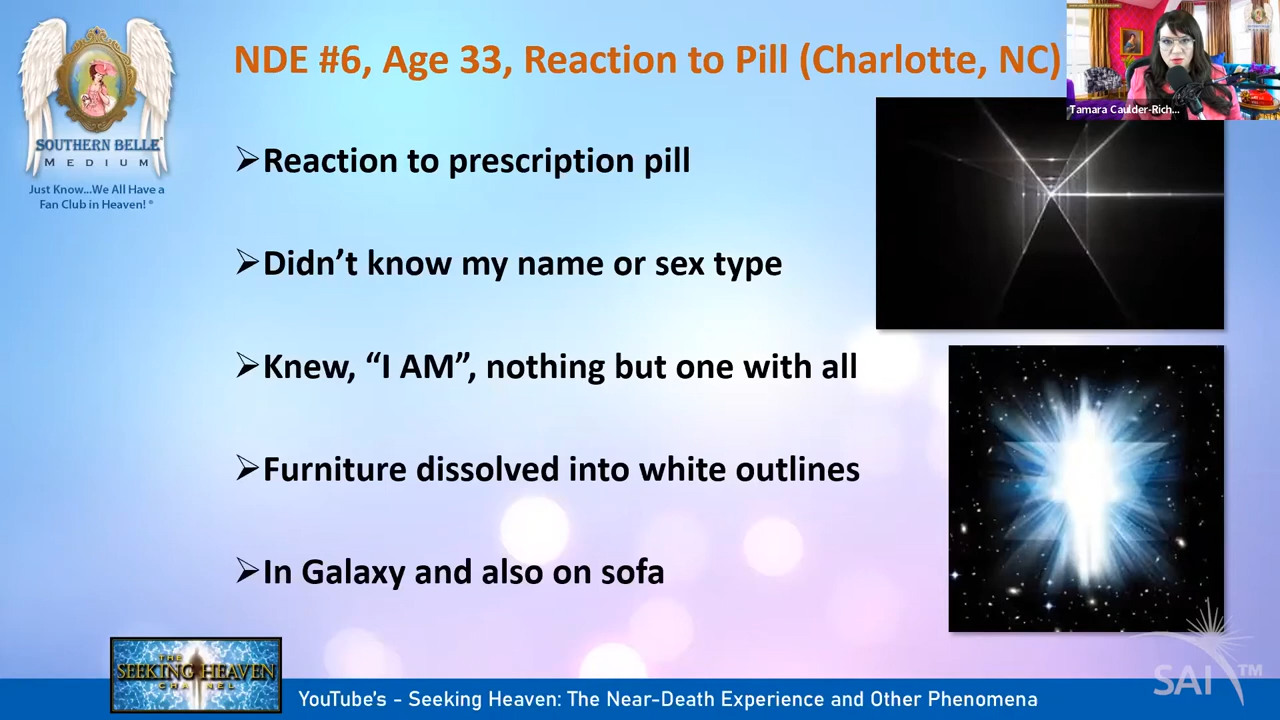 NDE #6, Age 33, Reaction to Pill (Charlotte, NC)
Tamara Caulder-Rich...
SOUTHERN BELLE®
MEDIUM
Just Know...We All Have a
Fan Club in Heaven! ®
➢Reaction to prescription pill
➢Didn’t know my name or sex type
➢Knew, “I AM”, nothing but one with all
➢Furniture dissolved into white outlines
➢In Galaxy and also on sofa
THE
SEEKING HEAVEN
CHANNEL
YouTube's - Seeking Heaven: The Near-Death Experience and Other Phenomena
SAI™